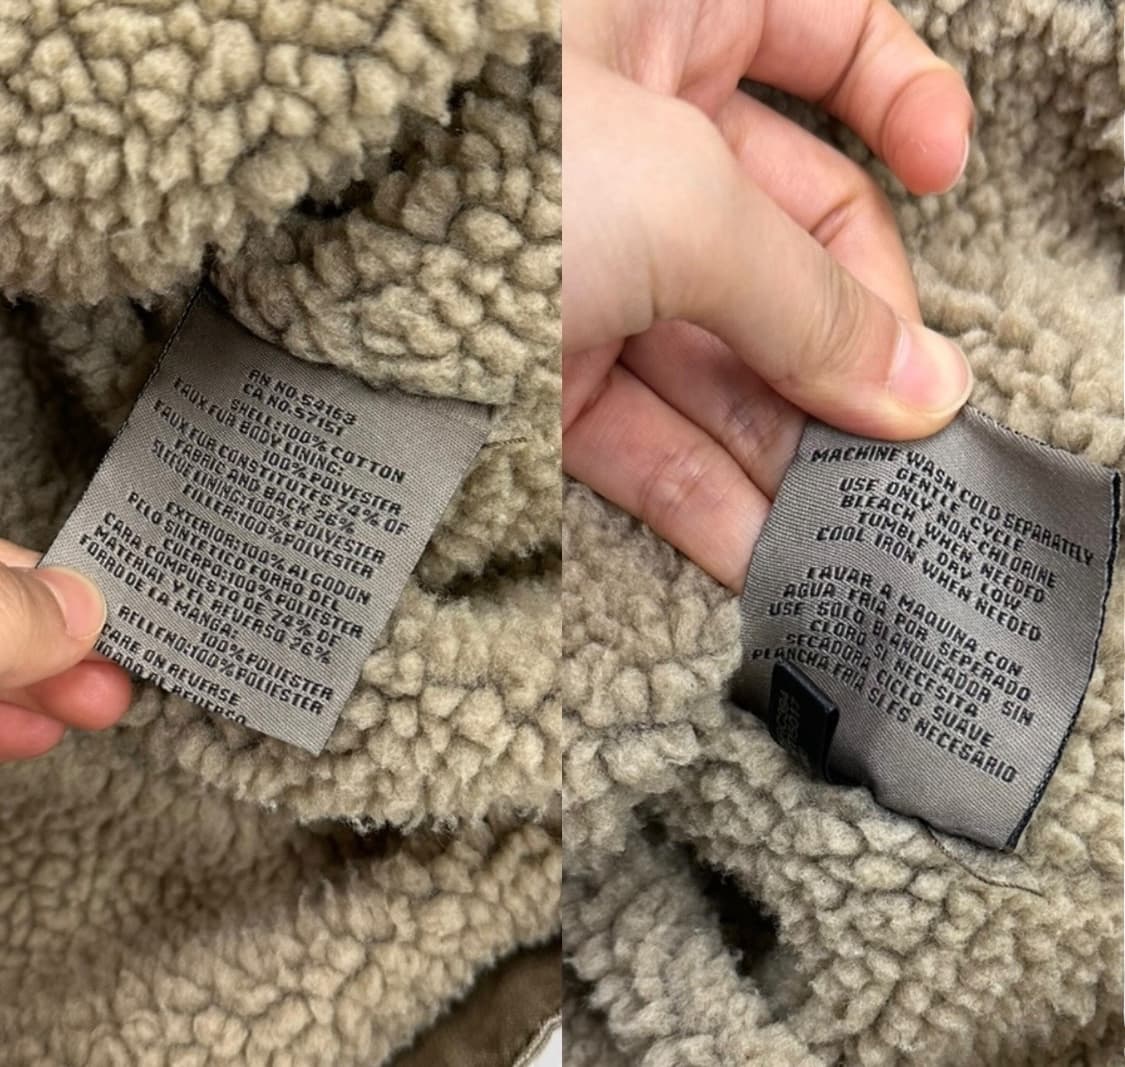 RN NO.54163
CA NO.57151
SHELL:100% COTTON
FAUX FUR BODY LINING:
100% POLYESTER
FAUX FUR CONSTITUTES 74% OF
FABRIC AND BACK 26%
SLEEVE LINING:100% POLYESTER
FILLER:100%POLYESTER
EXTERIOR:100% ALGODON
PELO SINTETICO FORRO DEL
CUERPO:100% POLIESTER
CARA COMPUESTO DE 74% DE
MATERIAL Y EL REVERSO 26%
FORRO DE LA MANGA:
100% POLIESTER
RELLENO:100%POLIESTER
CARE ON REVERSE
REVERSO
MACHINE WASH COLD SEPARATELY
GENTLE CYCLE
USE ONLY NON-CHLORINE
BLEACH WHEN NEEDED
TUMBLE DRY, LOW
COOL IRON WHEN NEEDED
LAVAR A MAQUINA CON
AGUA FRIA POR SEPERADO
USE SOLO BLANQUEADOR SIN
CLORO SI NECESITA
SECADORA CICLO SUAVE
PLANCHA FRIA SI ES NECESARIO